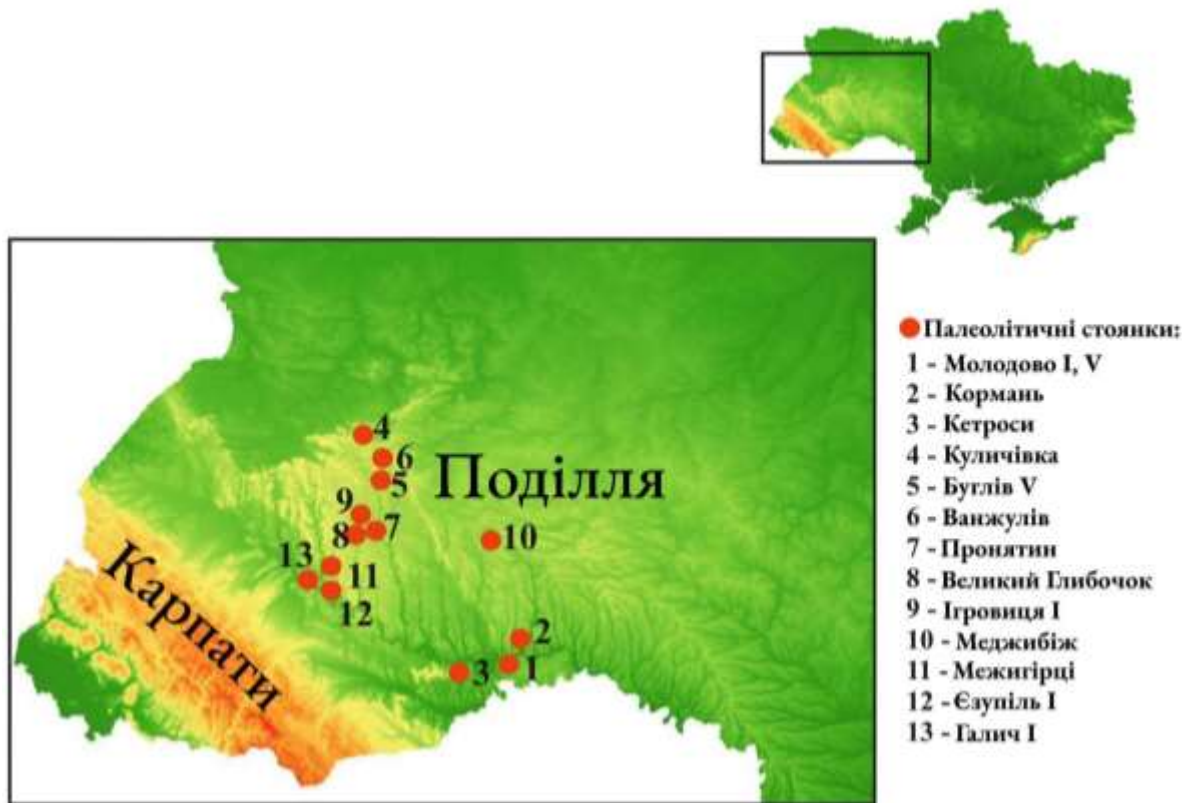 Палеолітичні стоянки:
1 - Молодово I, V
2 - Кормань
3 - Кетроси
4 - Куличівка
5 - Буглів V
6 - Ванжулів
7 - Пронятин
8 - Великий Глибочок
9 - Ігровиця I
10 - Меджибіж
11 - Межигірці
12 - Єзупіль I
13 - Галич I
4
6
5
Поділля
9
8
7
10
13
11
12
Карпати
2
3
1